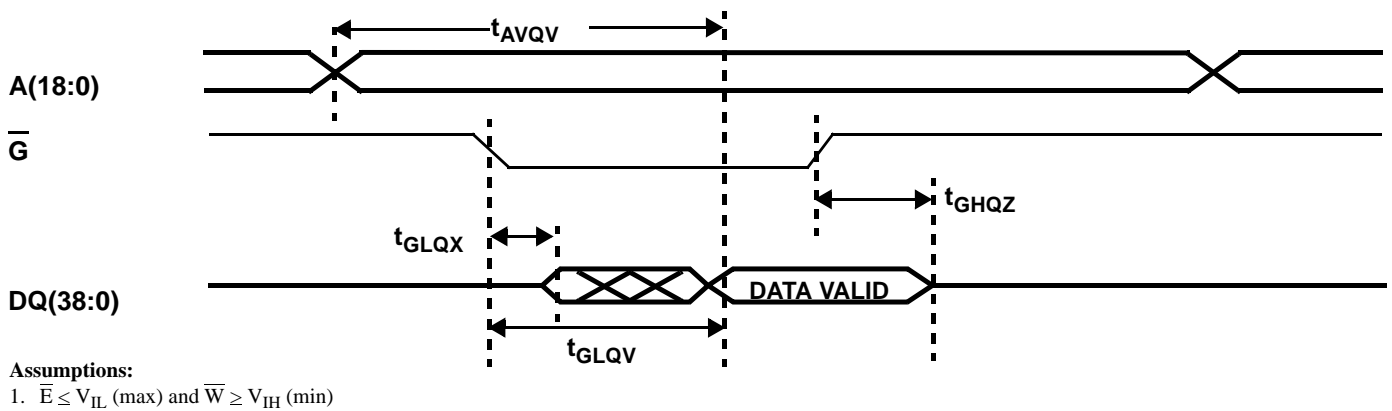 tAVQV
A(18:0)
G̅
tGHQZ
tGLQX
DQ(38:0)
DATA VALID
tGLQV
Assumptions:
1. E̅ ≤ VIL (max) and W̅ ≥ VIH (min)